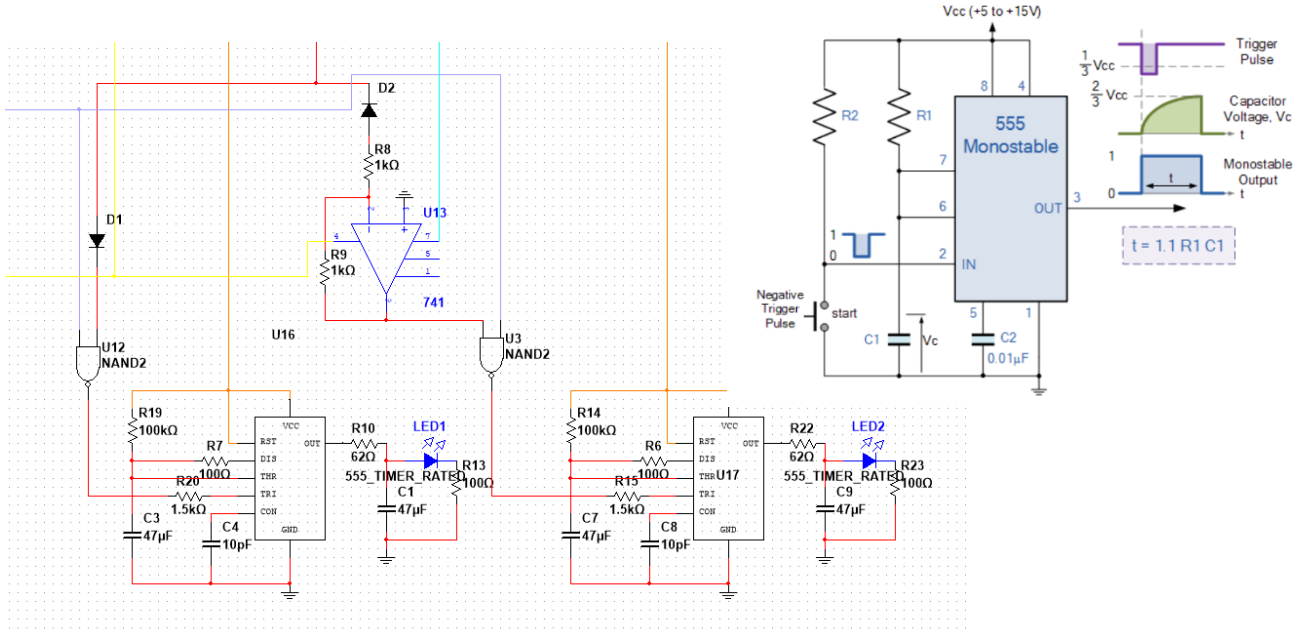 Vcc (+5 to +15V)
Trigger
Pulse
1/3 Vcc
2/3 Vcc
Capacitor
Voltage, Vc
t
Monostable
Output
1
0
t
t
8
4
R2
R1
555
Monostable
7
6
OUT
3
1
0
2
IN
t = 1.1 R1 C1
Negative
Trigger
Pulse
start
5
1
C1
Vc
C2
0.01µF
D2
R8
1kΩ
D1
2
3
U13
4
7
5
1
R9
1kΩ
741
U16
U12
NAND2
U3
NAND2
R19
100kΩ
R7
100Ω
R20
1.5kΩ
C3
47µF
C4
10pF
VCC
RST
DIS
THR
TRI
CON
OUT
GND
R10
62Ω
LED1
555_TIMER_RATED
R13
100Ω
C1
47µF
R14
100kΩ
R6
100Ω
R15
1.5kΩ
C7
47µF
C8
10pF
VCC
RST
DIS
THR
TRI
CON
OUT
GND
U17
R22
62Ω
LED2
555_TIMER_RATED
R23
100Ω
C9
47µF